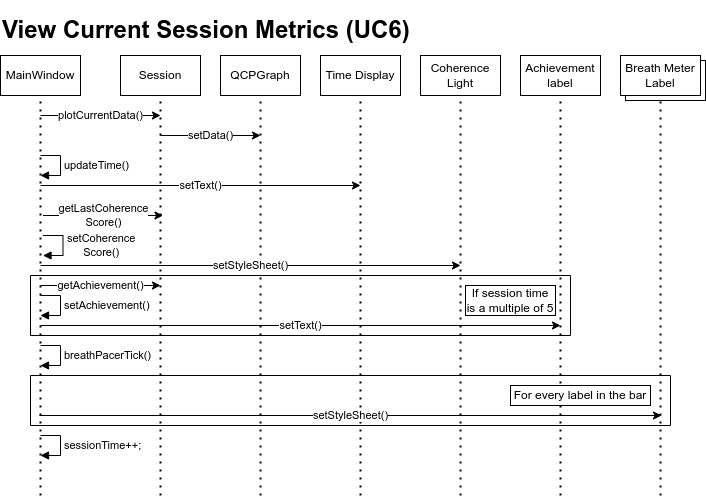 View Current Session Metrics (UC6)
MainWindow
Session
QCPGraph
Time Display
Coherence
Light
Achievement
label
Breath Meter
Label
plotCurrentData()
setData()
updateTime()
setText()
getLastCoherence
Score()
setCoherence
Score()
setStyleSheet()
getAchievement()
If session time
is a multiple of 5
setAchievement()
setText()
breathPacerTick()
For every label in the bar
setStyleSheet()
sessionTime++;